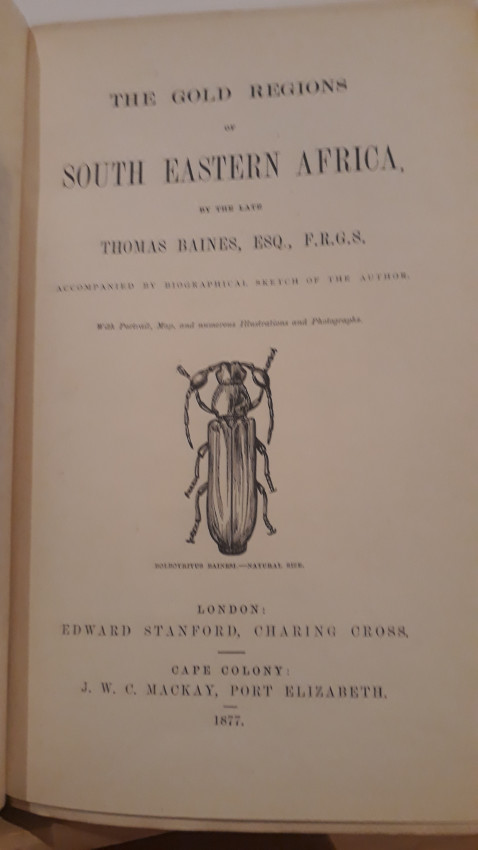 THE GOLD REGIONS
OF
SOUTH EASTERN AFRICA,
BY THE LATE
THOMAS BAINES, ESQ., F.R.G.S.
ACCOMPANIED BY BIOGRAPHICAL SKETCH OF THE AUTHOR.
With Portrait, Map, and numerous Illustrations and Photographs.
BAINESI.—NATURAL SIZE.
LONDON:
EDWARD STANFORD, CHARING CROSS.
CAPE COLONY:
J. W. C. MACKAY, PORT ELIZABETH.
1877.